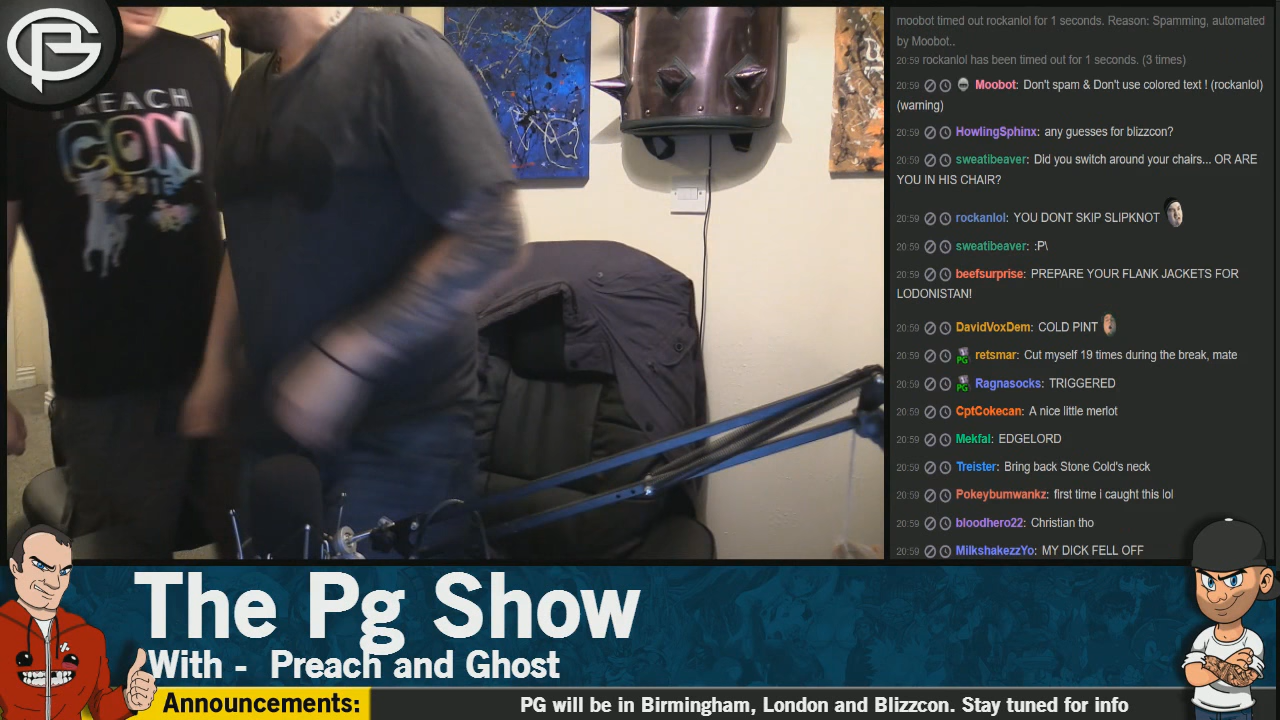 PG
PREACH
CON
moobot timed out rockanlol for 1 seconds. Reason: Spamming, automated
by Moobot..
20:59 rockanlol has been timed out for 1 seconds. (3 times)
20:59 Moobot: Don't spam & Don't use colored text ! (rockanlol)
(warning)
20:59 HowlingSphinx: any guesses for blizzcon?
20:59 sweatibeaver: Did you switch around your chairs... OR ARE
YOU IN HIS CHAIR?
20:59 rockanlol: YOU DONT SKIP SLIPKNOT
20:59 sweatibeaver: :P\
20:59 beefsurprise: PREPARE YOUR FLANK JACKETS FOR
LODONISTAN!
20:59 DavidVoxDem: COLD PINT
20:59 PG retsmar: Cut myself 19 times during the break, mate
20:59 PG Ragnasocks: TRIGGERED
20:59 CptCokecan: A nice little merlot
20:59 Mekfal: EDGELORD
20:59 Treister: Bring back Stone Cold's neck
20:59 Pokeybumwankz: first time i caught this lol
20:59 bloodhero22: Christian tho
20:59 MilkshakezzYo: MY DICK FELL OFF
The Pg Show
With - Preach and Ghost
Announcements:
PG will be in Birmingham, London and Blizzcon. Stay tuned for info